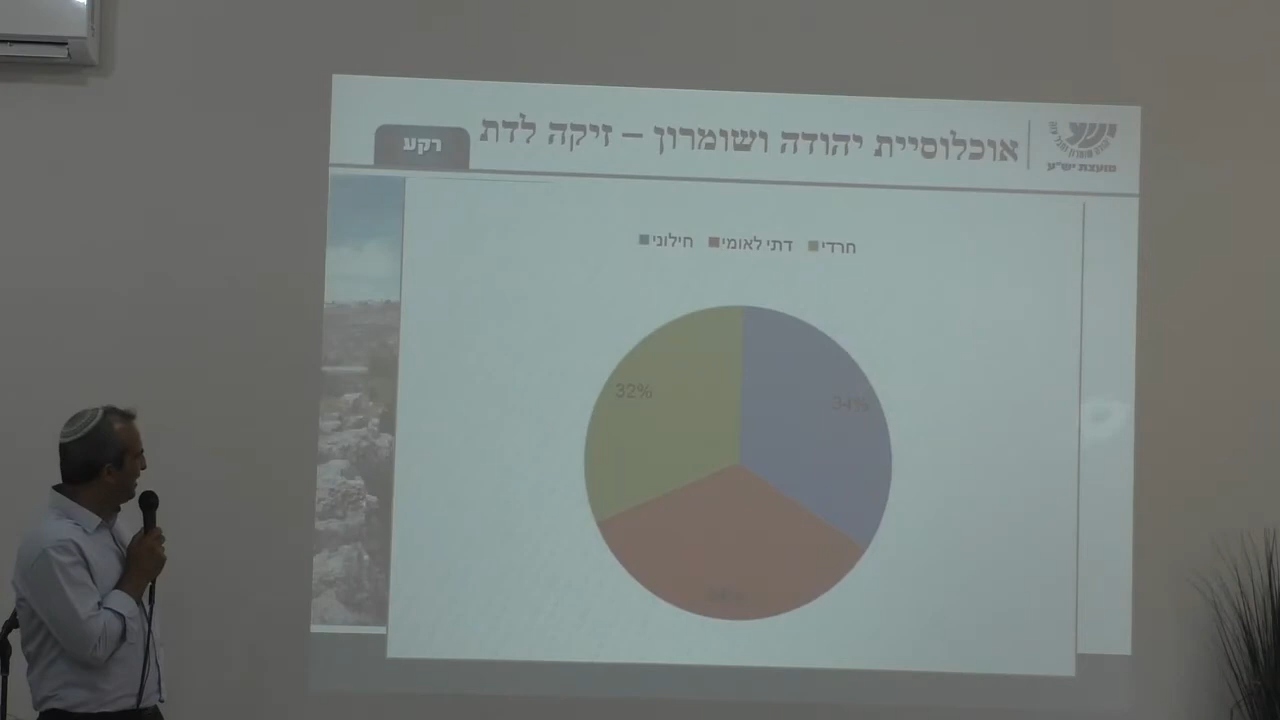 אוכלוסיית יהודה ושומרון – זיקה לדת
רקע
מועצת יש"ע
חרדי דתי לאומי חילוני
32%
34%